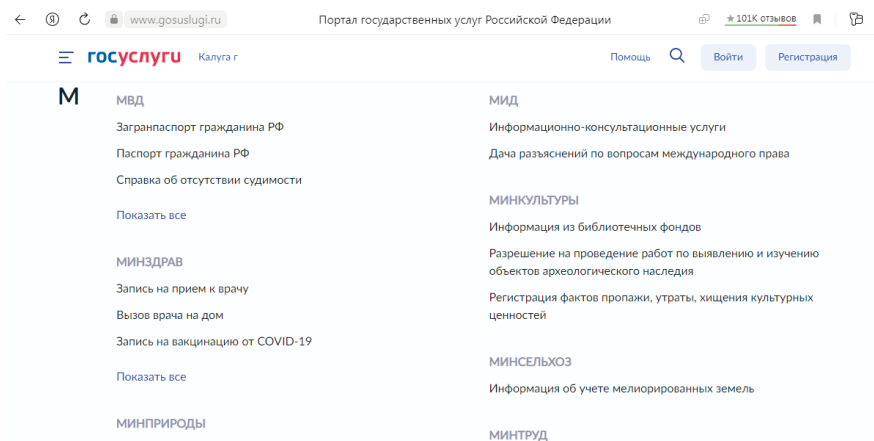 www.gosuslugi.ru Портал государственных услуг Российской Федерации ★ 101K отзывов
госуслуги Калуга г Помощь Войти Регистрация
М
МВД
Загранпаспорт гражданина РФ
Паспорт гражданина РФ
Справка об отсутствии судимости
Показать все
МИНЗДРАВ
Запись на прием к врачу
Вызов врача на дом
Запись на вакцинацию от COVID-19
Показать все
МИНПРИРОДЫ
МИД
Информационно-консультационные услуги
Дача разъяснений по вопросам международного права
МИНКУЛЬТУРЫ
Информация из библиотечных фондов
Разрешение на проведение работ по выявлению и изучению
объектов археологического наследия
Регистрация фактов пропажи, утраты, хищения культурных
ценностей
МИНСЕЛЬХОЗ
Информация об учете мелиорированных земель
МИНТРУД